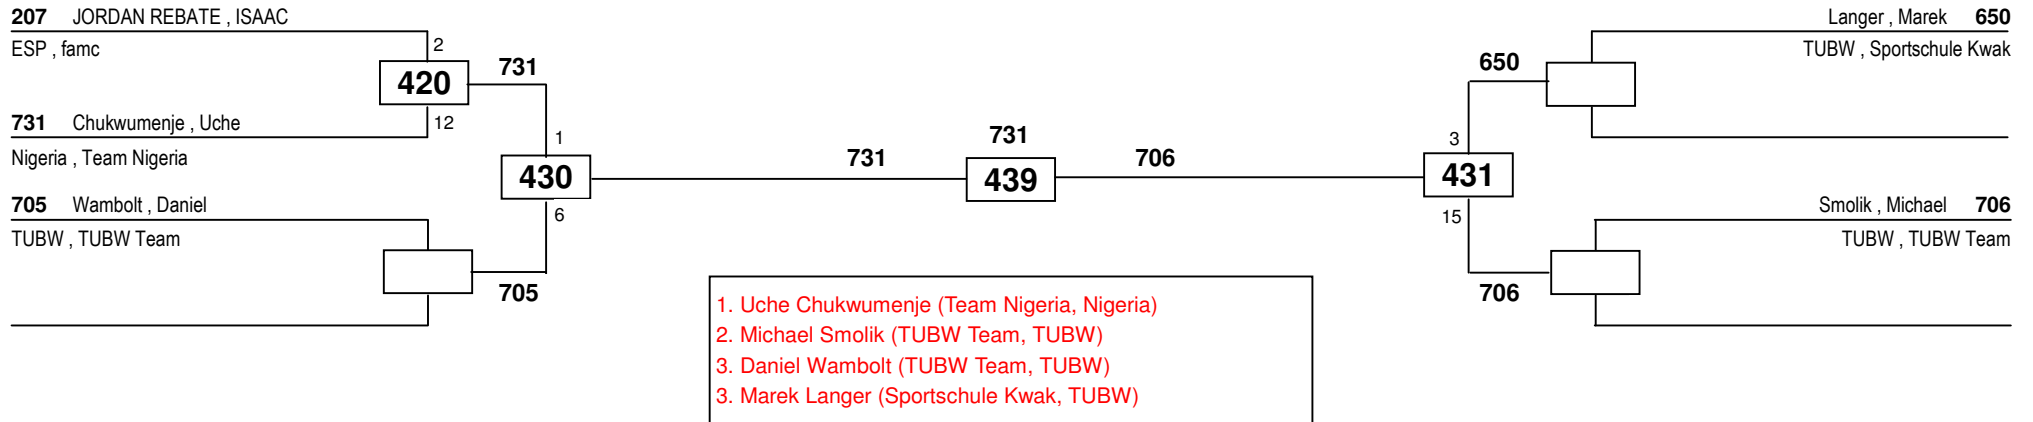 207 JORDAN REBATE , ISAAC
ESP , famc
2
420
731
731 Chukwumenje , Uche
12
Nigeria , Team Nigeria
1
430
6
705 Wambolt , Daniel
TUBW , TUBW Team
705
731
731
439
706
Langer , Marek 650
TUBW , Sportschule Kwak
650
3
431
15
Smolik , Michael 706
TUBW , TUBW Team
706
1. Uche Chukwumenje (Team Nigeria, Nigeria)
2. Michael Smolik (TUBW Team, TUBW)
3. Daniel Wambolt (TUBW Team, TUBW)
3. Marek Langer (Sportschule Kwak, TUBW)